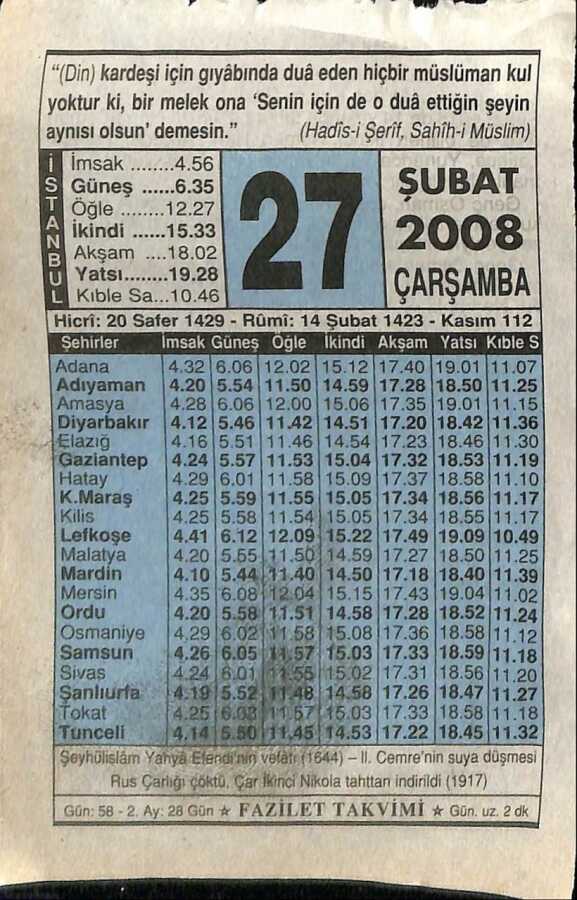 "(Din) kardeşi için gıyâbında duâ eden hiçbir müslüman kul
yoktur ki, bir melek ona 'Senin için de o duâ ettiğin şeyin
aynısı olsun' demesin." (Hadîs-i Şerîf, Sahîh-i Müslim)
İSTANBUL
İmsak ........4.56
Güneş ......6.35
Öğle ........12.27
İkindi ......15.33
Akşam ....18.02
Yatsı........19.28
Kıble Sa...10.46
27
ŞUBAT
2008
ÇARŞAMBA
Hicrî: 20 Safer 1429 - Rûmî: 14 Şubat 1423 - Kasım 112
Şehirler İmsak Güneş Öğle İkindi Akşam Yatsı Kıble S
Adana 4.32 6.06 12.02 15.12 17.40 19.01 11.07
Adıyaman 4.20 5.54 11.50 14.59 17.28 18.50 11.25
Amasya 4.28 6.06 12.00 15.06 17.35 19.01 11.15
Diyarbakır 4.12 5.46 11.42 14.51 17.20 18.42 11.36
Elazığ 4.16 5.51 11.46 14.54 17.23 18.46 11.30
Gaziantep 4.24 5.57 11.53 15.04 17.32 18.53 11.19
Hatay 4.29 6.01 11.58 15.09 17.37 18.58 11.10
K.Maraş 4.25 5.59 11.55 15.05 17.34 18.56 11.17
Kilis 4.25 5.58 11.54 15.05 17.34 18.55 11.17
Lefkoşe 4.41 6.12 12.09 15.22 17.49 19.09 10.49
Malatya 4.20 5.55 11.50 14.59 17.27 18.50 11.25
Mardin 4.10 5.44 11.40 14.50 17.18 18.40 11.39
Mersin 4.35 6.08 12.04 15.15 17.43 19.04 11.02
Ordu 4.20 5.58 11.51 14.58 17.28 18.52 11.24
Osmaniye 4.29 6.02 11.58 15.08 17.36 18.58 11.12
Samsun 4.26 6.05 11.57 15.03 17.33 18.59 11.18
Sivas 4.24 6.01 11.55 15.02 17.31 18.56 11.20
Şanlıurfa 4.19 5.52 11.48 14.58 17.26 18.47 11.27
Tokat 4.25 6.03 11.57 15.03 17.33 18.58 11.18
Tunceli 4.14 5.50 11.45 14.53 17.22 18.45 11.32
Şeyhülislâm Yahyâ Efendi'nin vefâtı (1644) – II. Cemre'nin suya düşmesi
Rus Çarlığı çöktü, Çar İkinci Nikola tahttan indirildi (1917)
Gün: 58 - 2. Ay: 28 Gün ☆ FAZİLET TAKVİMİ ☆ Gün. uz. 2 dk